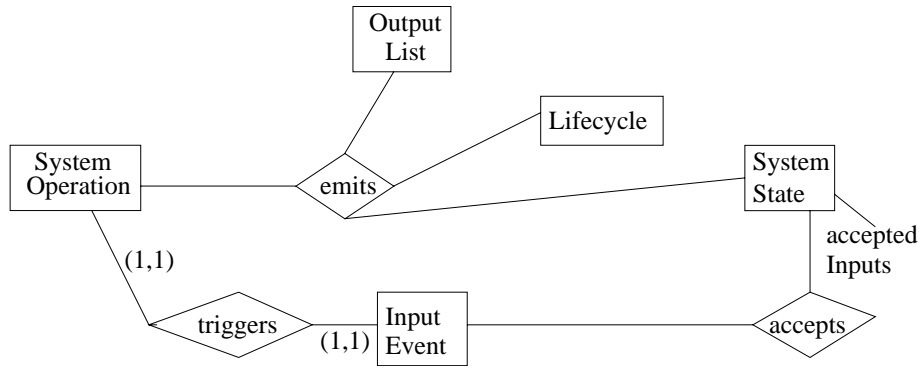 Output
List
Lifecycle
System
Operation
emits
System
State
accepted
Inputs
(1,1)
triggers
(1,1)
Input
Event
accepts